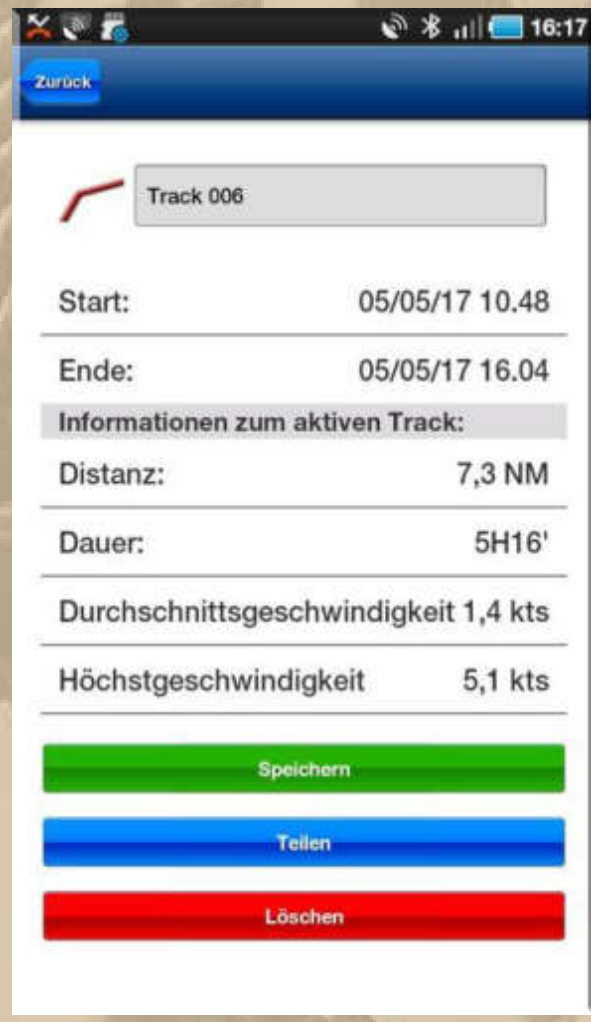 16:17
Zurück
Track 006
Start: 05/05/17 10.48
Ende: 05/05/17 16.04
Informationen zum aktiven Track:
Distanz: 7,3 NM
Dauer: 5H16'
Durchschnittsgeschwindigkeit 1,4 kts
Höchstgeschwindigkeit 5,1 kts
Speichern
Teilen
Löschen